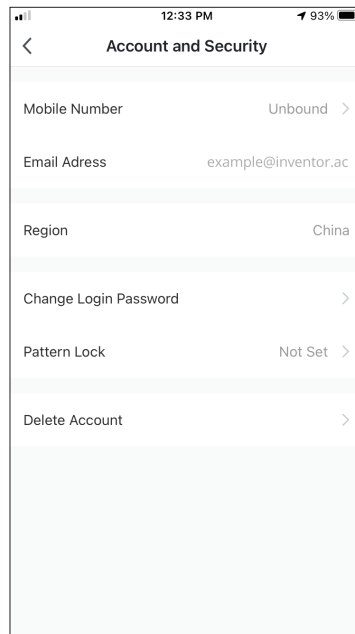 12:33 PM 93%
Account and Security
Mobile Number Unbound
Email Adress example@inventor.ac
Region China
Change Login Password
Pattern Lock Not Set
Delete Account